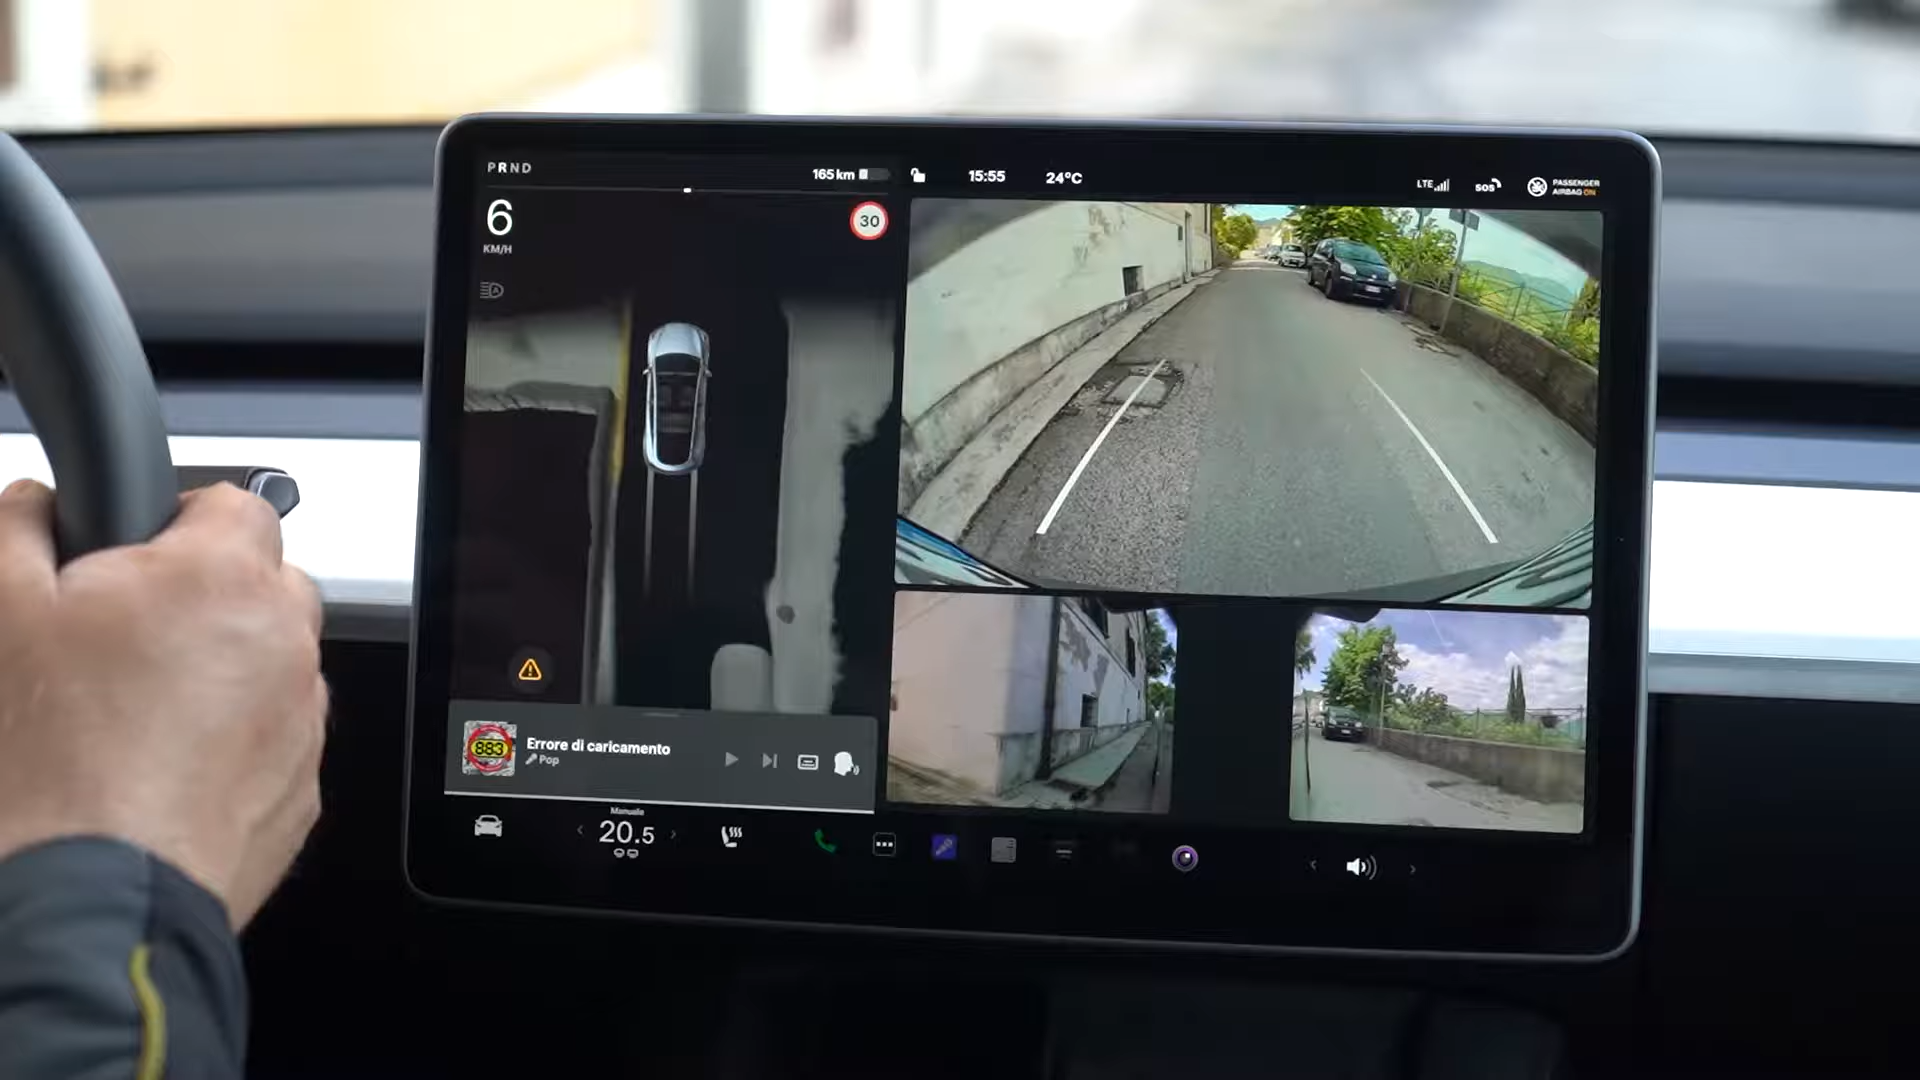 PRND
165 km
15:55
24°C
LTE
SOS
PASSENGER
AIRBAG ON
6
KM/H
30
A
883
Errore di caricamento
Pop
Manuale
20.5